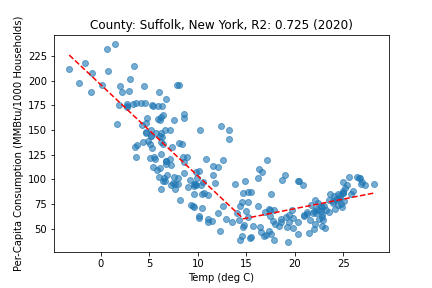 County: Suffolk, New York, R2: 0.725 (2020)
Per-Capita Consumption (MMBtu/1000 Households)
225
200
175
150
125
100
75
50
0 5 10 15 20 25
Temp (deg C)